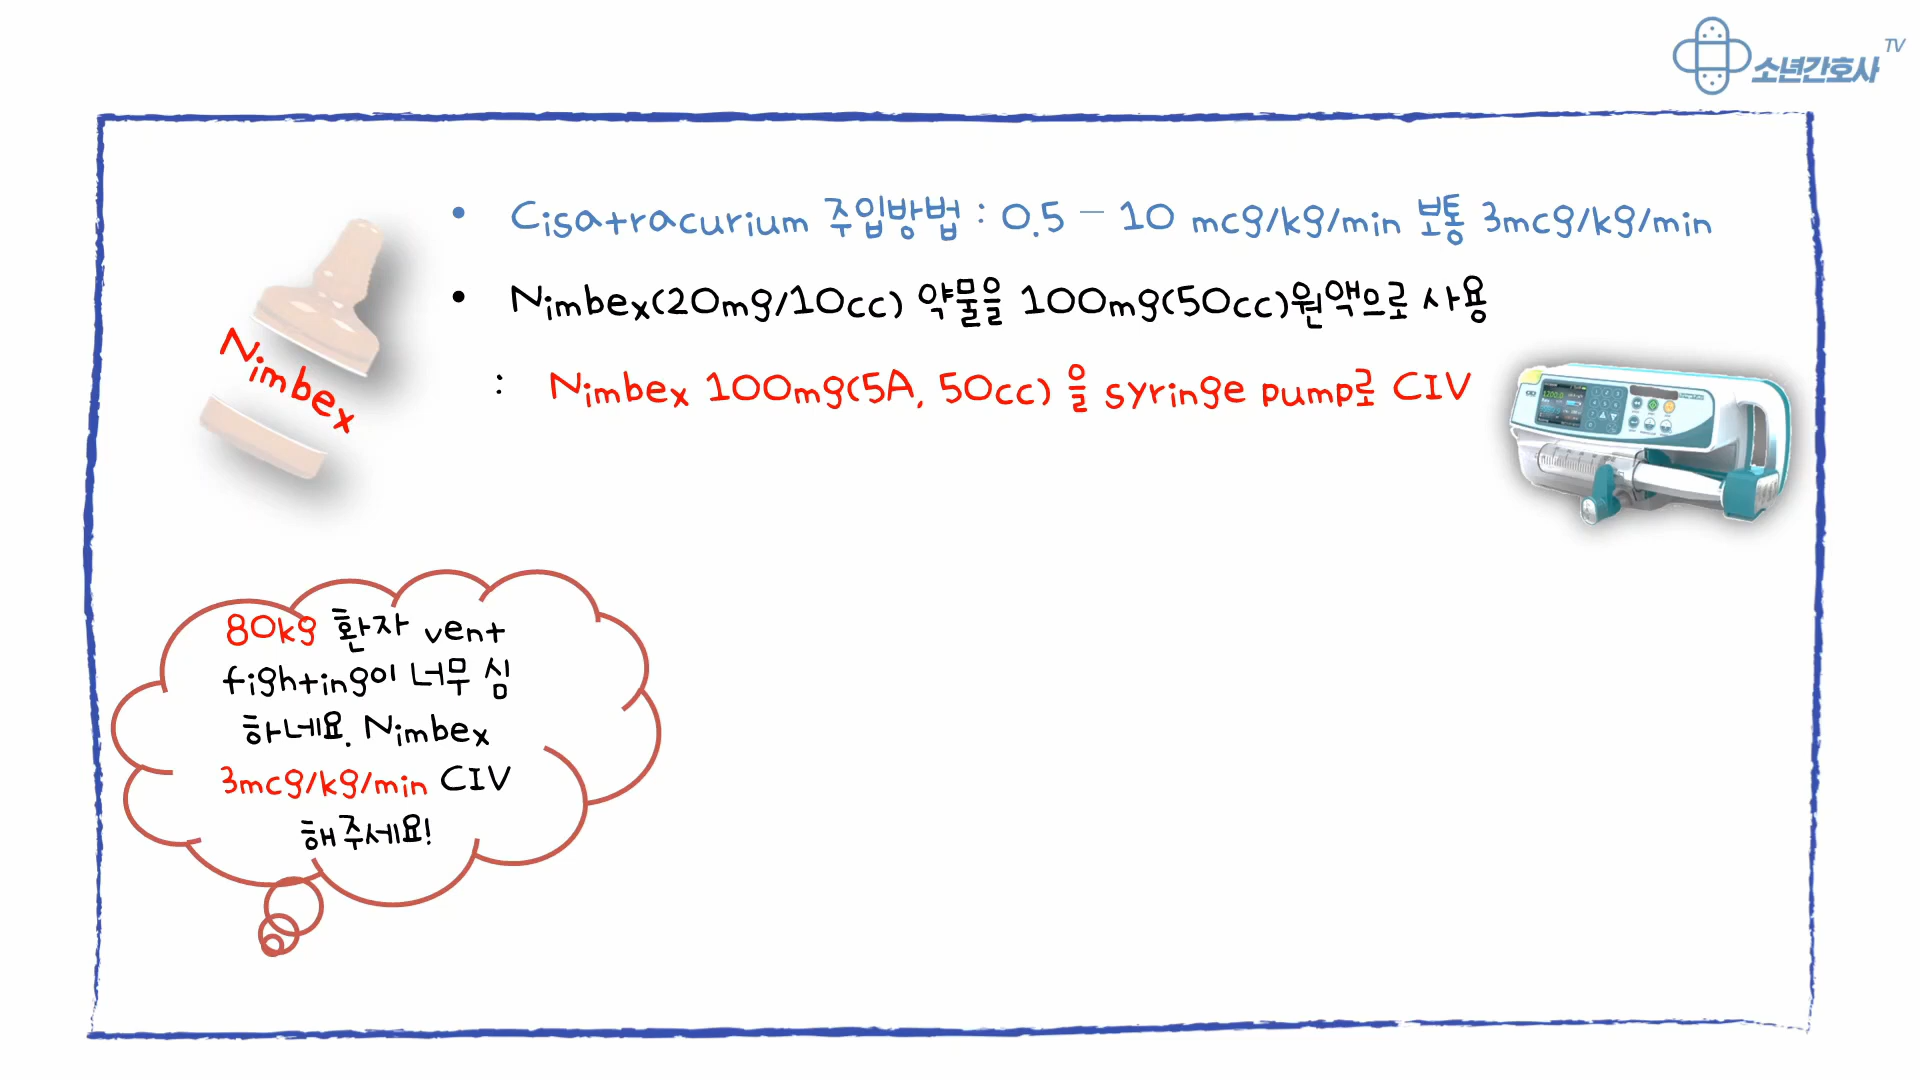 소년간호사 TV
• Cisatracurium 주입방법 : 0.5 – 10 mcg/kg/min 보통 3mcg/kg/min
• Nimbex(20mg/10cc) 약물을 100mg(50cc)원액으로 사용
: Nimbex 100mg(5A, 50cc) 을 syringe pump로 CIV
Nimbex
80kg 환자 vent
fighting이 너무 심
하네요. Nimbex
3mcg/kg/min CIV
해주세요!